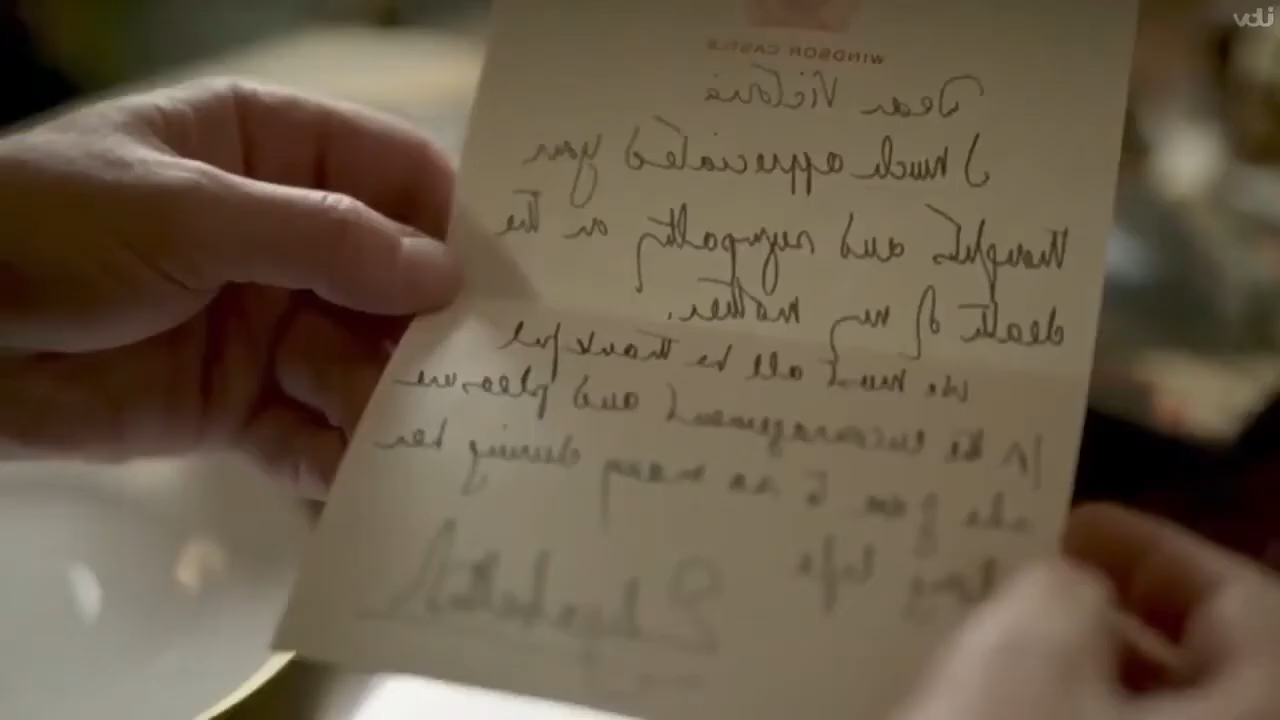 WINDSOR CASTLE
Dear Victoria
I much appreciated your
thoughts and sympathy on the
death of my mother.
We must all be thankful
for the encouragement and pleasure
she gave to so many during her
long life
Elizabeth R